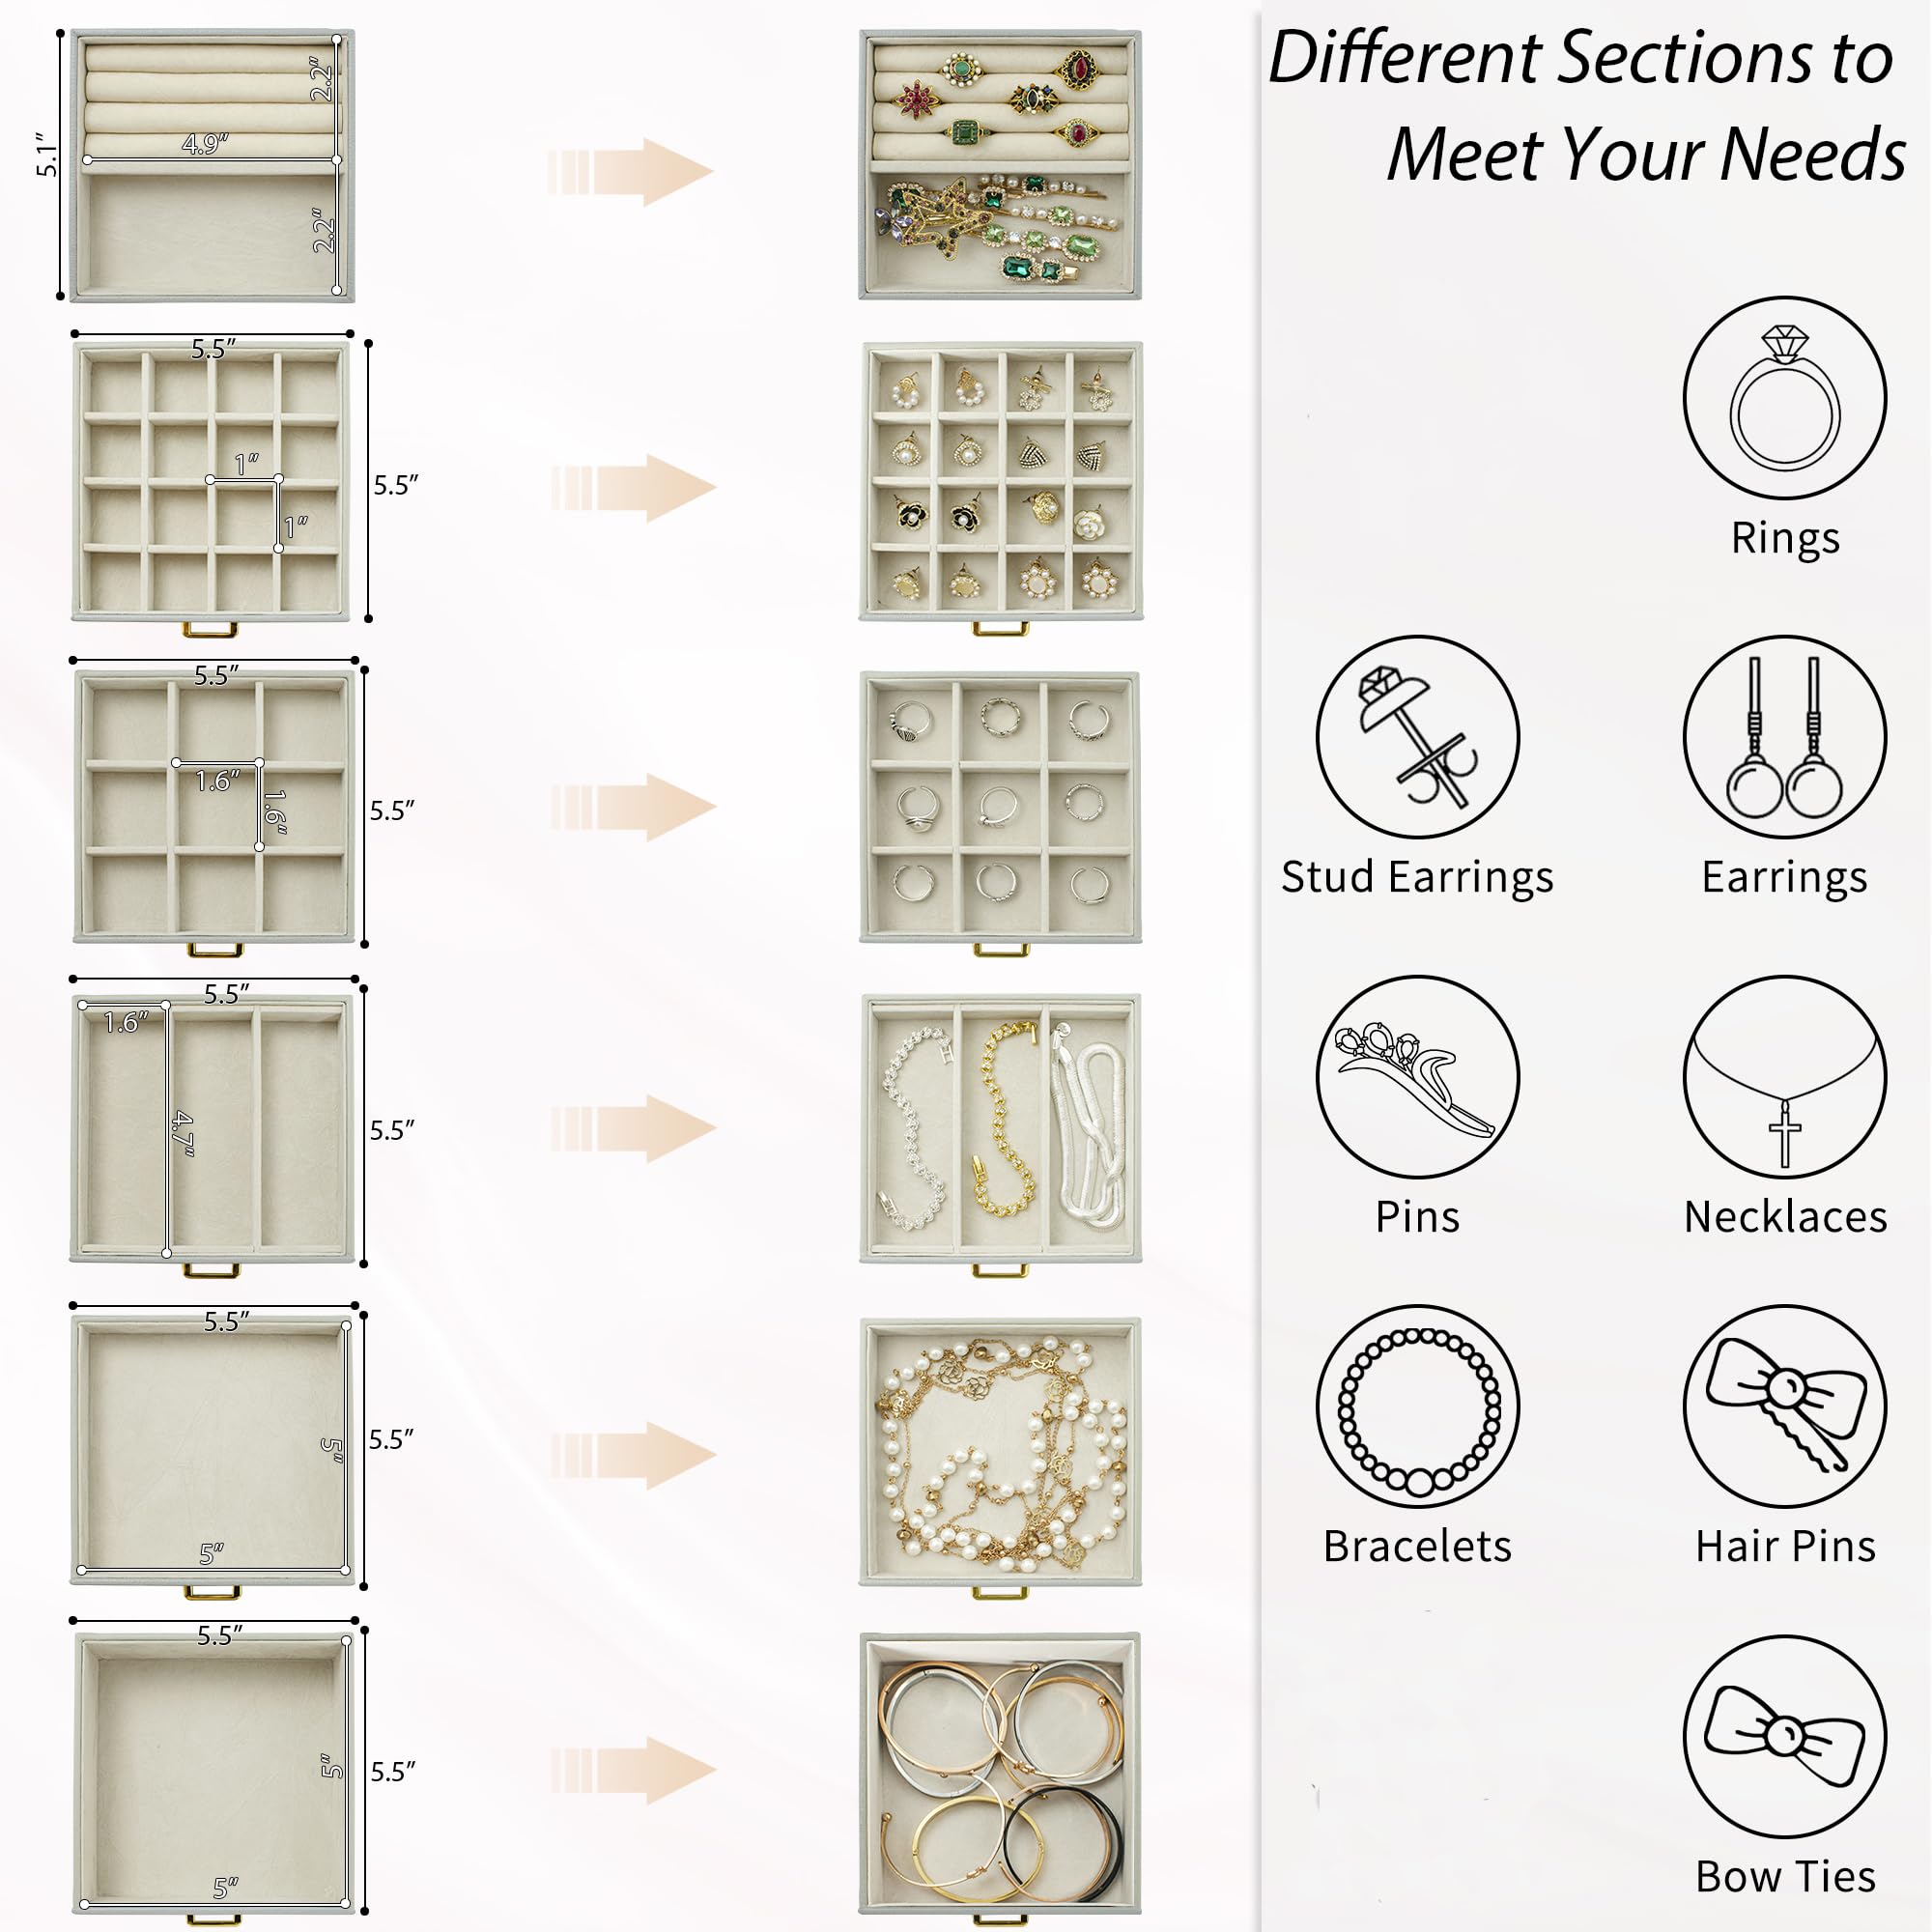 Different Sections to
Meet Your Needs
5.1”
2.2”
4.9”
2.2”
5.5”
1”
1”
5.5”
5.5”
1.6”
1.6”
5.5”
5.5”
1.6”
4.7”
5.5”
5.5”
5”
5.5”
5”
5.5”
5”
5.5”
5”
Rings
Stud Earrings
Earrings
Pins
Necklaces
Bracelets
Hair Pins
Bow Ties